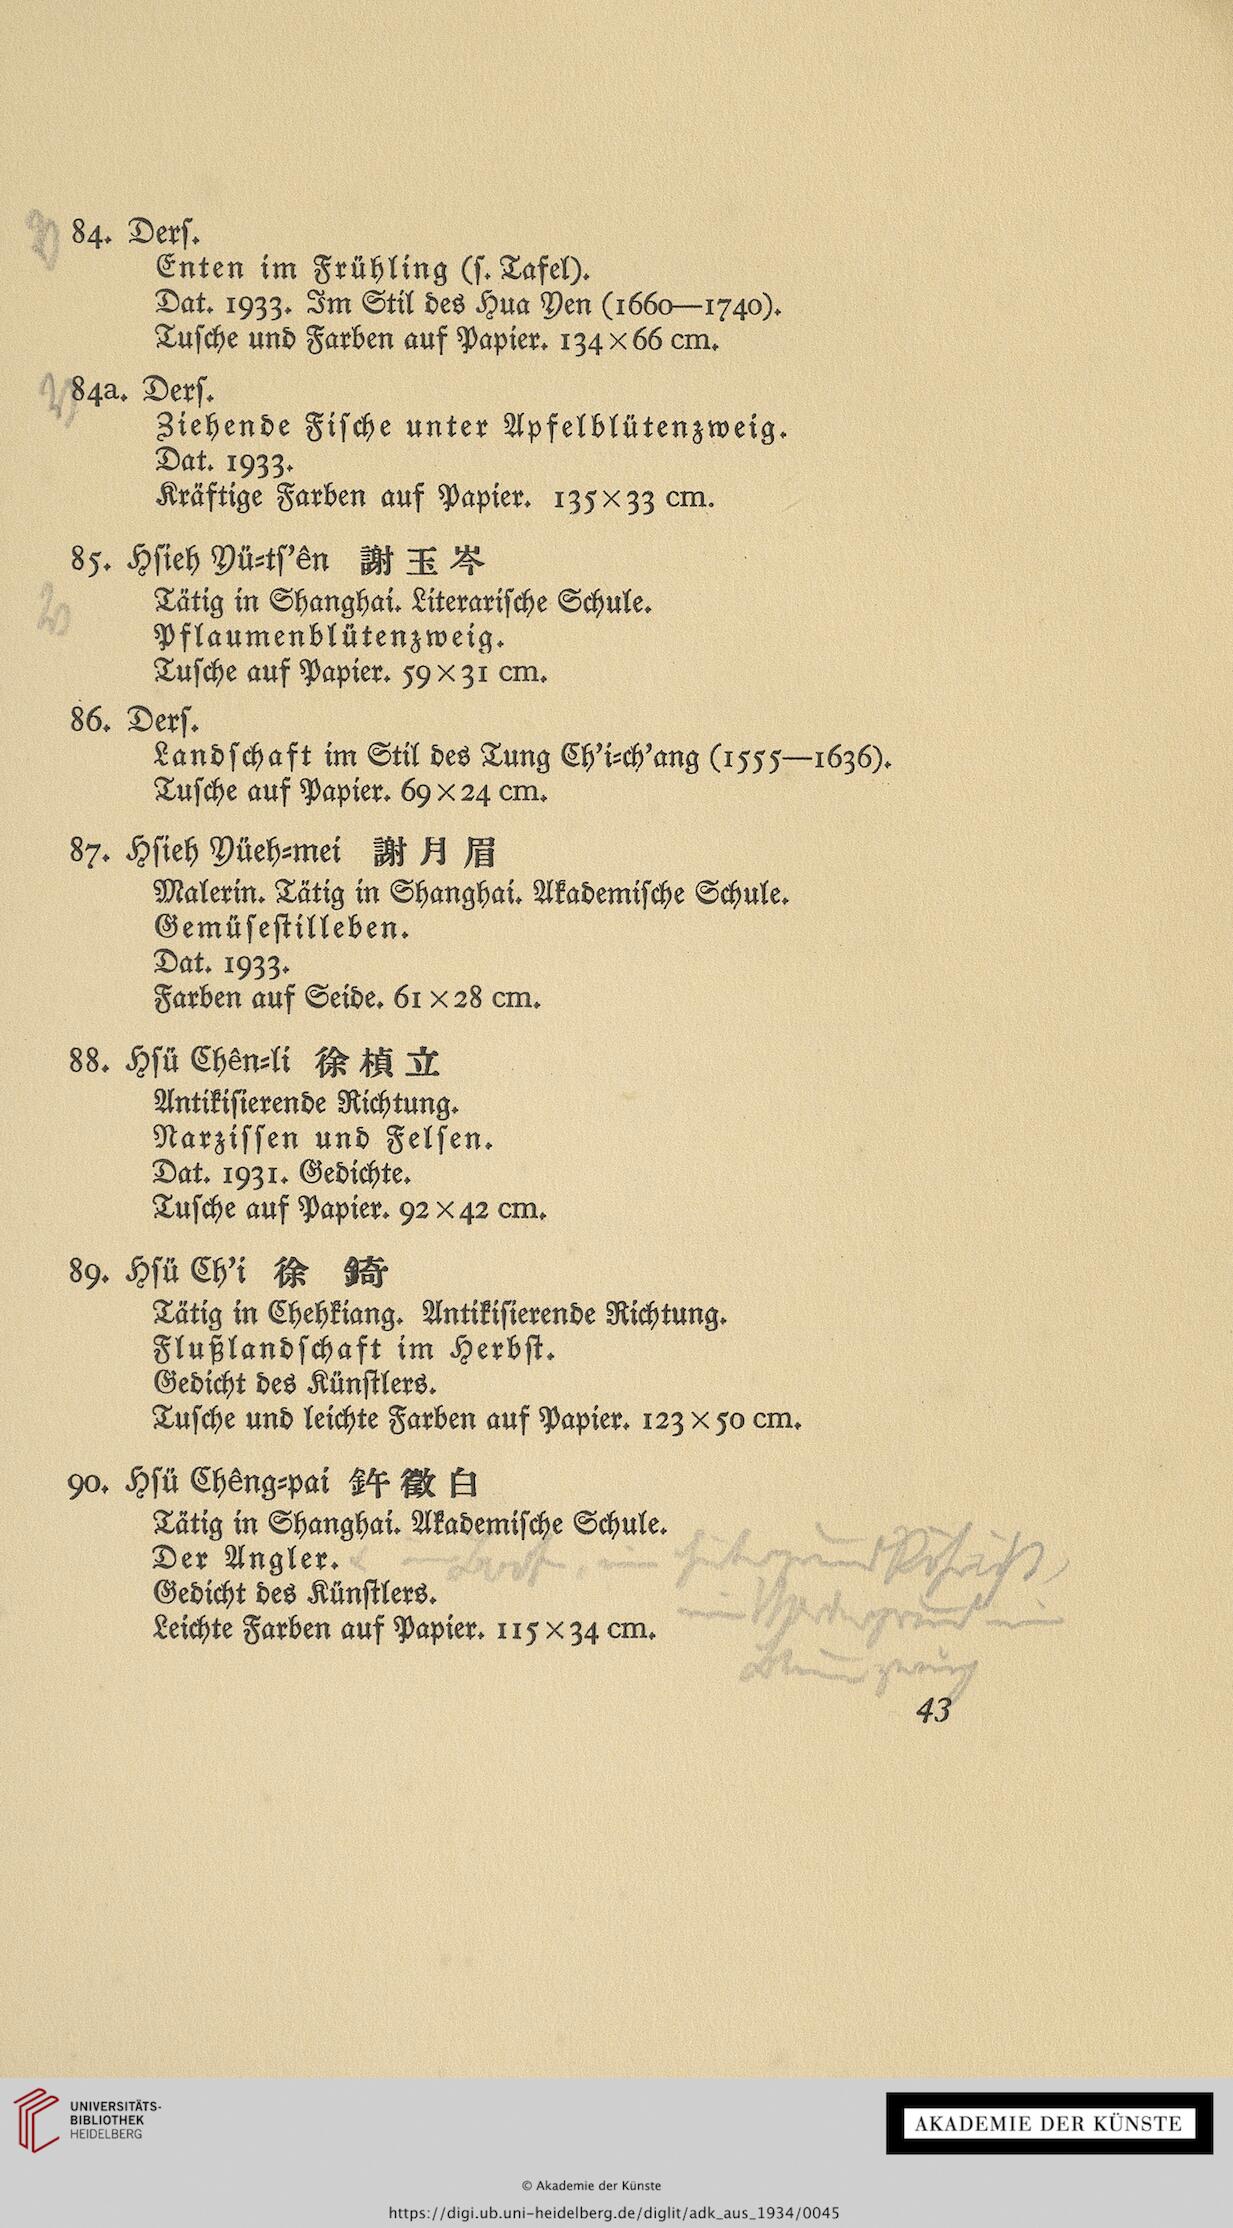 84. Ders.
Enten im Frühling (s. Tafel).
Dat. 1933. Im Stil des Hua Yen (1660—1740).
Tusche und Farben auf Papier. 134×66 cm.
84a. Ders.
Ziehende Fische unter Apfelblütenzweig.
Dat. 1933.
Kräftige Farben auf Papier. 135×33 cm.
85. Hsieh Yü-ts’ên 謝玉岑
Tätig in Shanghai. Literarische Schule.
Pflaumenblütenzweig.
Tusche auf Papier. 59×31 cm.
86. Ders.
Landschaft im Stil des Tung Ch’i-ch’ang (1555—1636).
Tusche auf Papier. 69×24 cm.
87. Hsieh Yüeh-mei 謝月眉
Malerin. Tätig in Shanghai. Akademische Schule.
Gemüsestilleben.
Dat. 1933.
Farben auf Seide. 61×28 cm.
88. Hsü Chên-li 徐楨立
Antikisierende Richtung.
Narzissen und Felsen.
Dat. 1931. Gedichte.
Tusche auf Papier. 92×42 cm.
89. Hsü Ch’i 徐 錡
Tätig in Chehkiang. Antikisierende Richtung.
Flußlandschaft im Herbst.
Gedicht des Künstlers.
Tusche und leichte Farben auf Papier. 123×50 cm.
90. Hsü Chêng-pai 徵白
Tätig in Shanghai. Akademische Schule.
Der Angler.
Gedicht des Künstlers.
Leichte Farben auf Papier. 115×34 cm.
43
UNIVERSITÄTS-
BIBLIOTHEK
HEIDELBERG
AKADEMIE DER KÜNSTE
© Akademie der Künste
https://digi.ub.uni-heidelberg.de/diglit/adk_aus_1934/0045